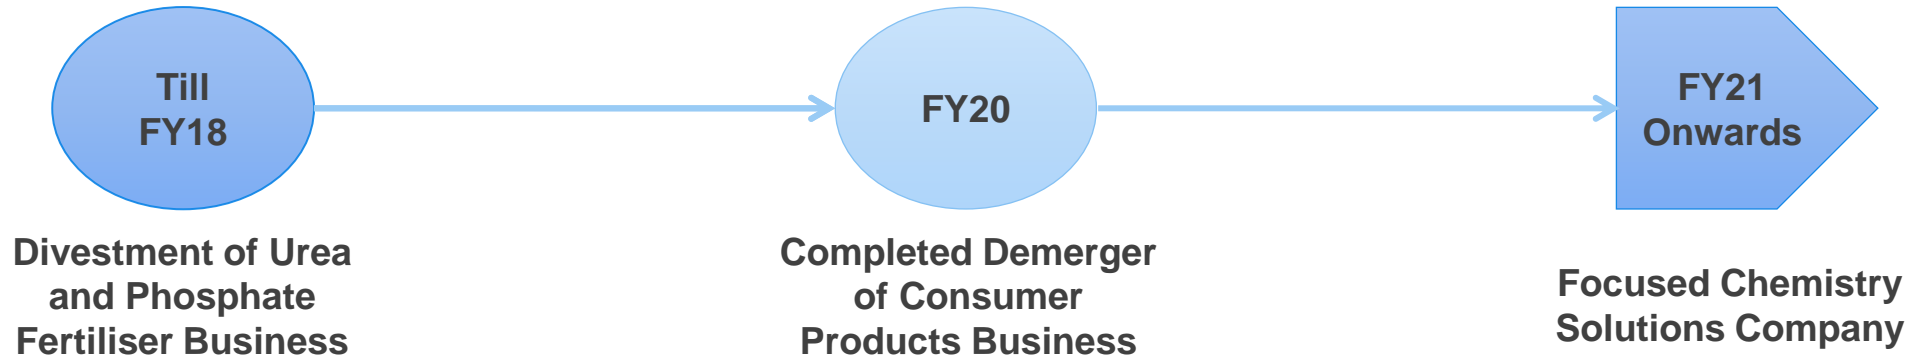 Till
FY18
FY20
FY21
Onwards
Divestment of Urea
and Phosphate
Fertiliser Business
Completed Demerger
of Consumer
Products Business
Focused Chemistry
Solutions Company